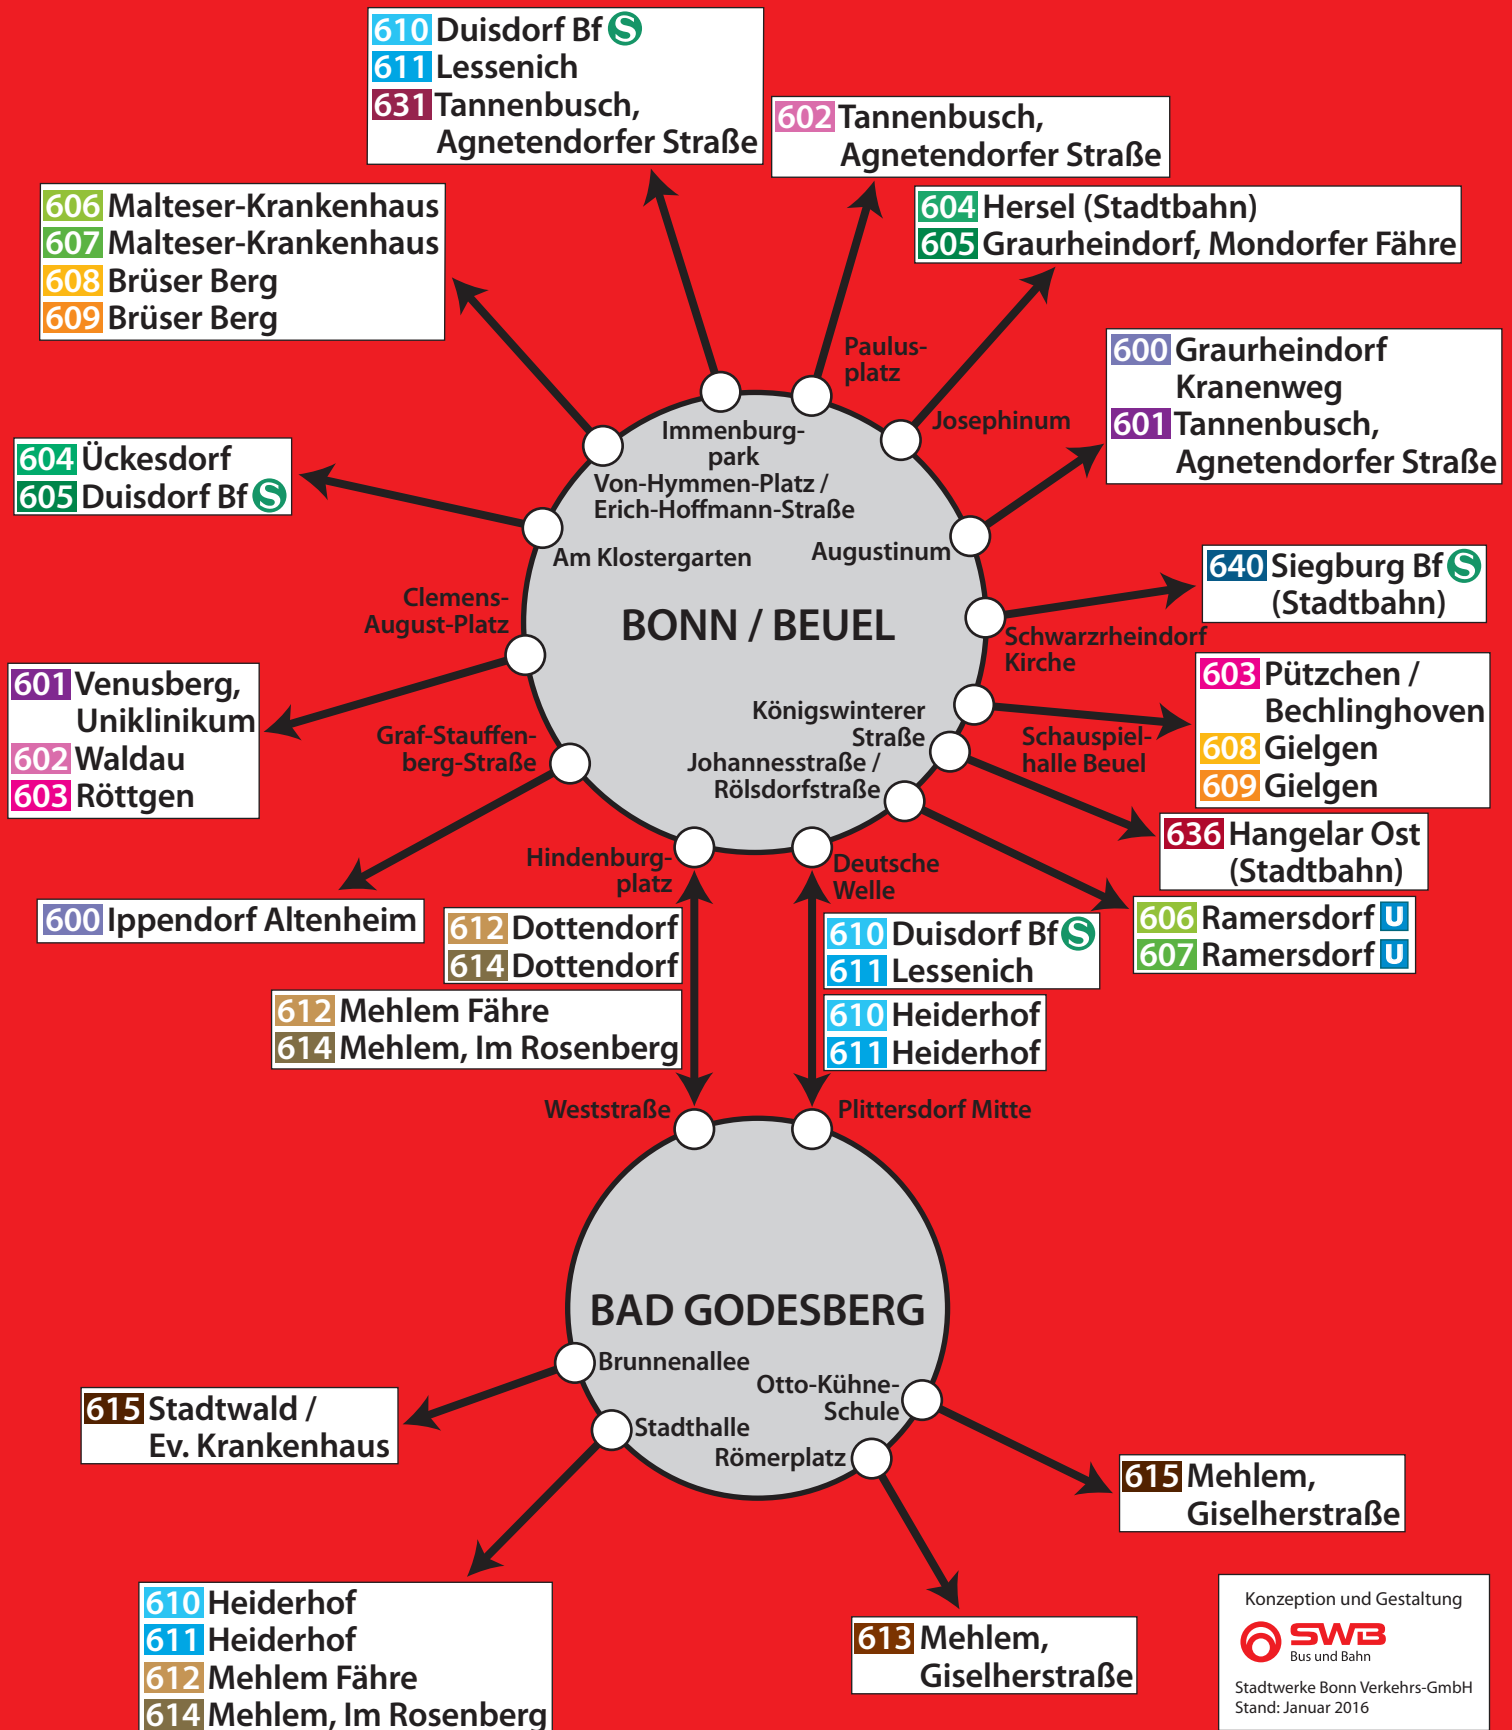 610 Duisdorf Bf S
611 Lessenich
631 Tannenbusch,
Agnetendorfer Straße
602 Tannenbusch,
Agnetendorfer Straße
606 Malteser-Krankenhaus
607 Malteser-Krankenhaus
608 Brüser Berg
609 Brüser Berg
604 Hersel (Stadtbahn)
605 Graurheindorf, Mondorfer Fähre
600 Graurheindorf
Kranenweg
601 Tannenbusch,
Agnetendorfer Straße
Paulus-
platz
Josephinum
Immenburg-
park
Von-Hymmen-Platz /
Erich-Hoffmann-Straße
604 Ückesdorf
605 Duisdorf Bf S
Am Klostergarten
Augustinum
640 Siegburg Bf S
(Stadtbahn)
Clemens-
August-Platz
BONN / BEUEL
Schwarzrheindorf
Kirche
601 Venusberg,
Uniklinikum
602 Waldau
603 Röttgen
603 Pützchen /
Bechlinghoven
608 Gielgen
609 Gielgen
Graf-Stauffen-
berg-Straße
Königswinterer
Straße
Schauspiel-
halle Beuel
Johannesstraße /
Rölsdorfstraße
636 Hangelar Ost
(Stadtbahn)
Hindenburg-
platz
Deutsche
Welle
600 Ippendorf Altenheim
612 Dottendorf
614 Dottendorf
610 Duisdorf Bf S
611 Lessenich
606 Ramersdorf U
607 Ramersdorf U
612 Mehlem Fähre
614 Mehlem, Im Rosenberg
610 Heiderhof
611 Heiderhof
Weststraße
Plittersdorf Mitte
BAD GODESBERG
Brunnenallee
Otto-Kühne-
Schule
Stadthalle
Römerplatz
615 Stadtwald /
Ev. Krankenhaus
615 Mehlem,
Giselherstraße
610 Heiderhof
611 Heiderhof
612 Mehlem Fähre
614 Mehlem, Im Rosenberg
613 Mehlem,
Giselherstraße
Konzeption und Gestaltung
SWB
Bus und Bahn
Stadtwerke Bonn Verkehrs-GmbH
Stand: Januar 2016